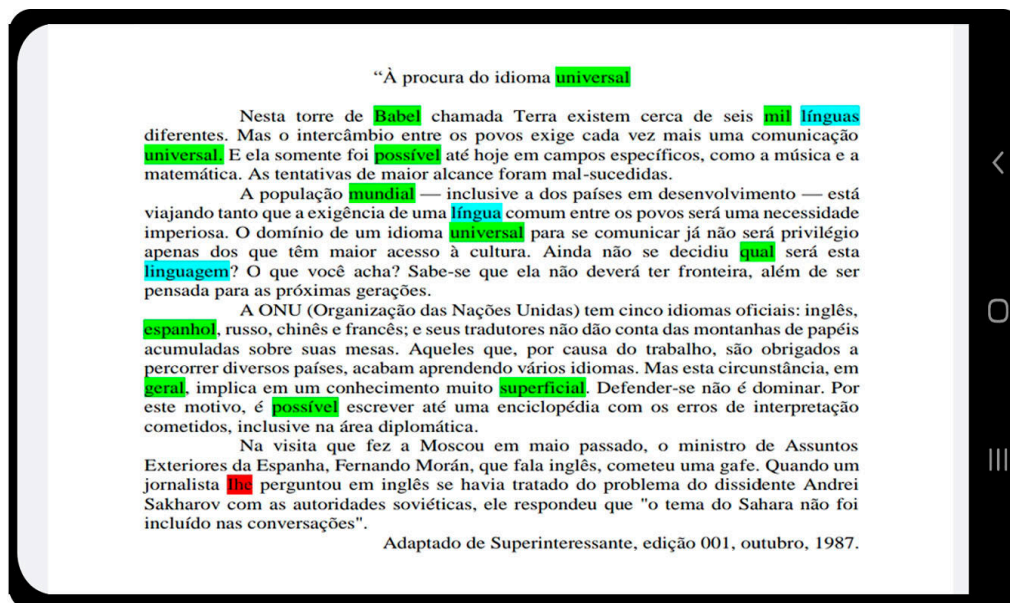 “À procura do idioma universal
Nesta torre de Babel chamada Terra existem cerca de seis mil línguas
diferentes. Mas o intercâmbio entre os povos exige cada vez mais uma comunicação
universal. E ela somente foi possível até hoje em campos específicos, como a música e a
matemática. As tentativas de maior alcance foram mal-sucedidas.
A população mundial — inclusive a dos países em desenvolvimento — está
viajando tanto que a exigência de uma língua comum entre os povos será uma necessidade
imperiosa. O domínio de um idioma universal para se comunicar já não será privilégio
apenas dos que têm maior acesso à cultura. Ainda não se decidiu qual será esta
linguagem? O que você acha? Sabe-se que ela não deverá ter fronteira, além de ser
pensada para as próximas gerações.
A ONU (Organização das Nações Unidas) tem cinco idiomas oficiais: inglês,
espanhol, russo, chinês e francês; e seus tradutores não dão conta das montanhas de papéis
acumuladas sobre suas mesas. Aqueles que, por causa do trabalho, são obrigados a
percorrer diversos países, acabam aprendendo vários idiomas. Mas esta circunstância, em
geral, implica em um conhecimento muito superficial. Defender-se não é dominar. Por
este motivo, é possível escrever até uma enciclopédia com os erros de interpretação
cometidos, inclusive na área diplomática.
Na visita que fez a Moscou em maio passado, o ministro de Assuntos
Exteriores da Espanha, Fernando Morán, que fala inglês, cometeu uma gafe. Quando um
jornalista lhe perguntou em inglês se havia tratado do problema do dissidente Andrei
Sakharov com as autoridades soviéticas, ele respondeu que "o tema do Sahara não foi
incluído nas conversações".
Adaptado de Superinteressante, edição 001, outubro, 1987.